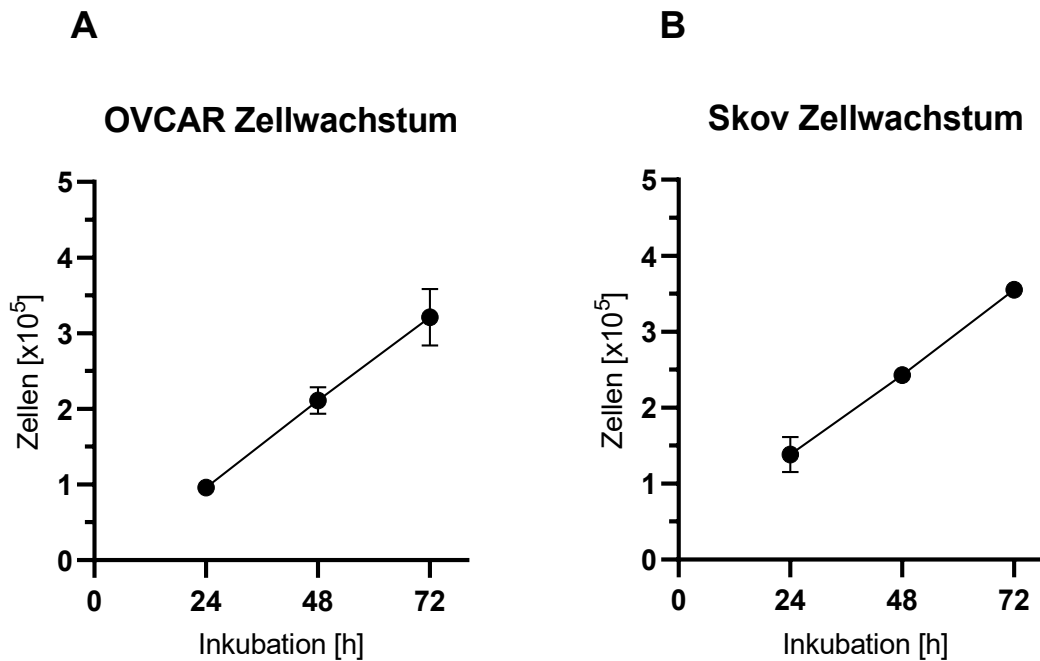 A
OVCAR Zellwachstum
Zellen [x10⁵]
5
4
3
2
1
0
0 24 48 72
Inkubation [h]
B
Skov Zellwachstum
Zellen [x10⁵]
5
4
3
2
1
0
0 24 48 72
Inkubation [h]